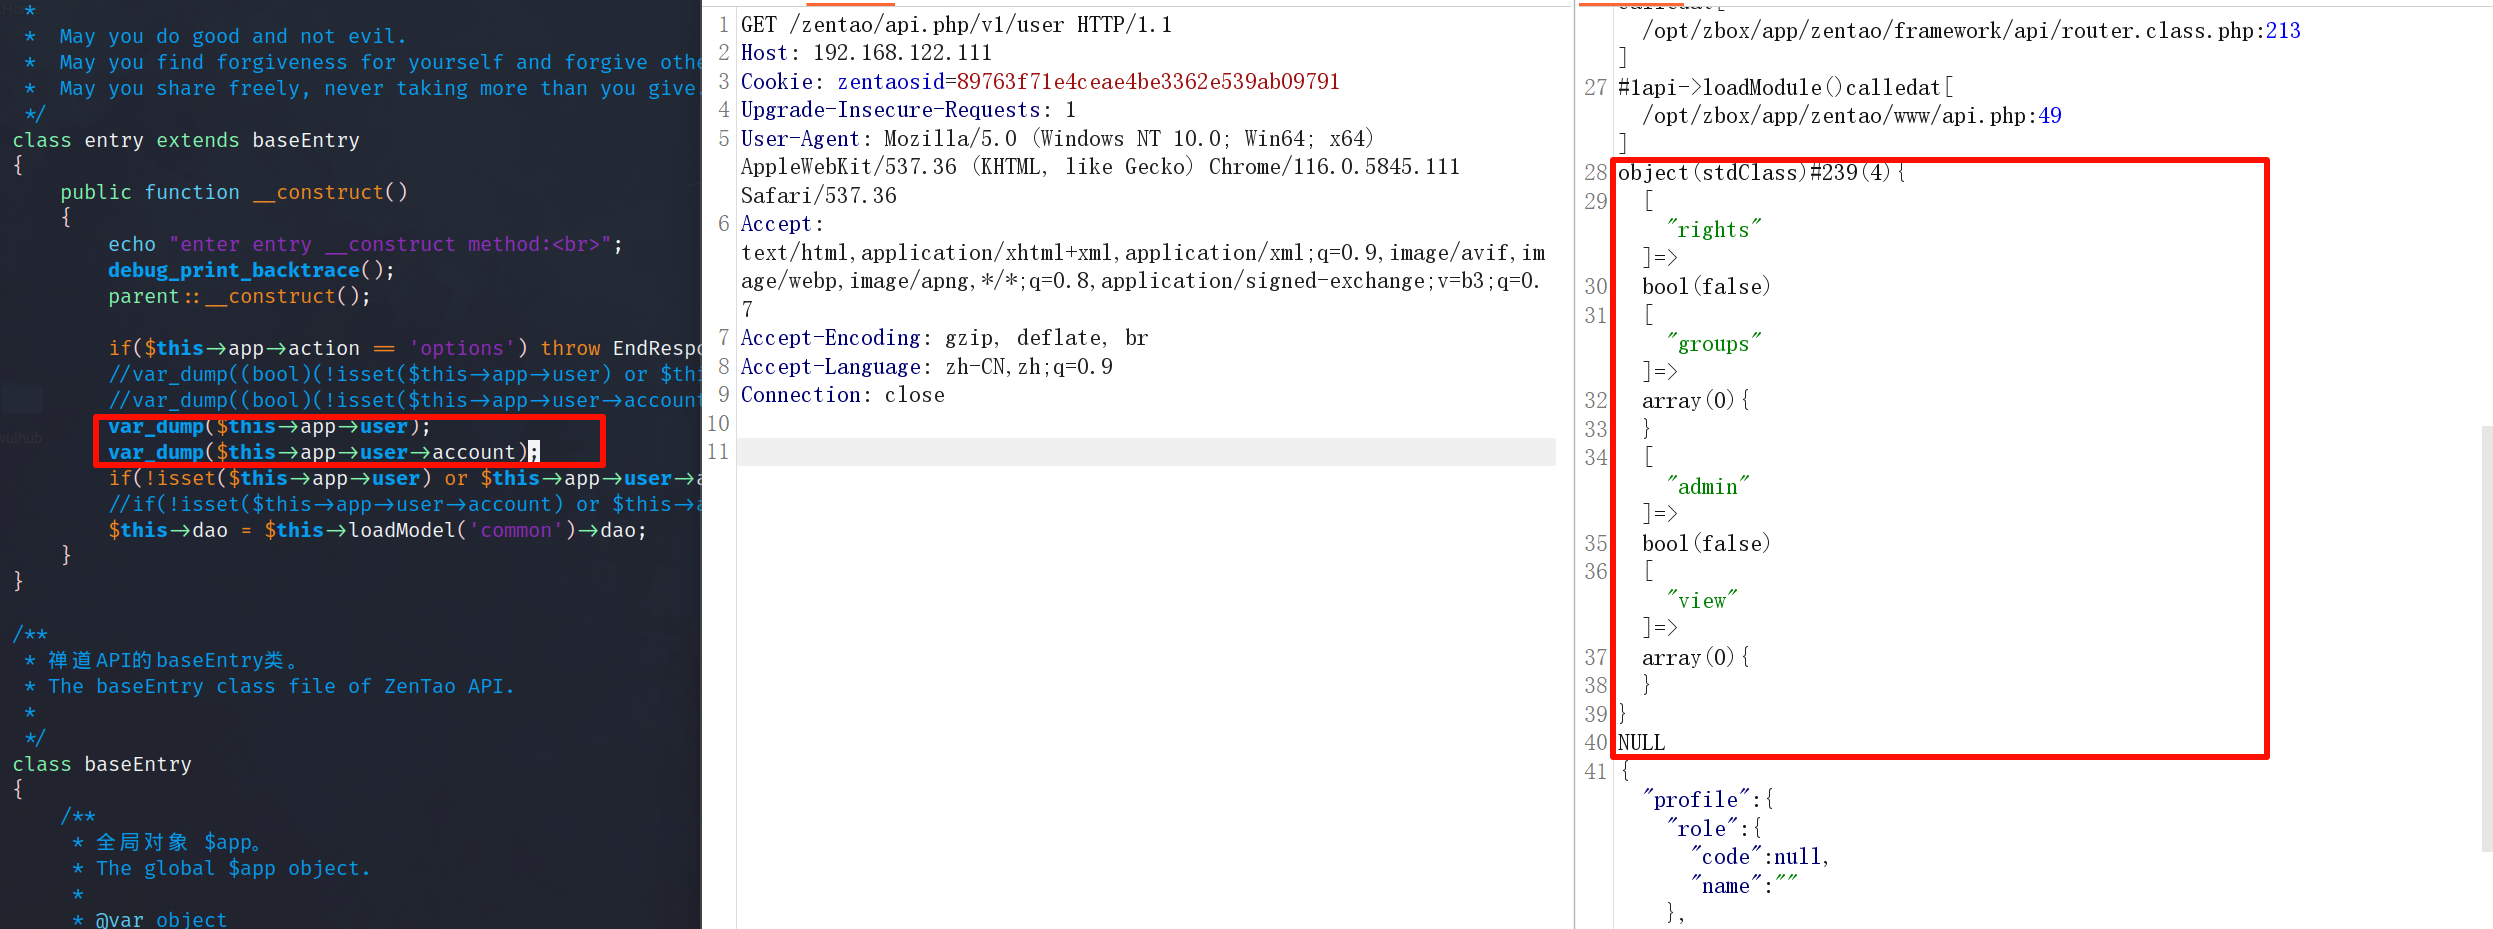 *
*  May you do good and not evil.
*  May you find forgiveness for yourself and forgive othe
*  May you share freely, never taking more than you give.
*/
class entry extends baseEntry
{
    public function __construct()
    {
        echo "enter entry __construct method:<br>";
        debug_print_backtrace();
        parent::__construct();
        if($this->app->action == 'options') throw EndRespo
        //var_dump((bool)(!isset($this->app->user) or $thi
        //var_dump((bool)(!isset($this->app->user->account
        var_dump($this->app->user);
        var_dump($this->app->user->account);
        if(!isset($this->app->user) or $this->app->user->a
        //if(!isset($this->app->user->account) or $this->a
        $this->dao = $this->loadModel('common')->dao;
    }
}
/**
 * 禅道API的baseEntry类。
 * The baseEntry class file of ZenTao API.
 *
 */
class baseEntry
{
    /**
     * 全局对象 $app。
     * The global $app object.
     *
     * @var object
1 GET /zentao/api.php/v1/user HTTP/1.1
2 Host: 192.168.122.111
3 Cookie: zentaosid=89763f71e4ceae4be3362e539ab09791
4 Upgrade-Insecure-Requests: 1
5 User-Agent: Mozilla/5.0 (Windows NT 10.0; Win64; x64)
AppleWebKit/537.36 (KHTML, like Gecko) Chrome/116.0.5845.111
Safari/537.36
6 Accept:
text/html,application/xhtml+xml,application/xml;q=0.9,image/avif,im
age/webp,image/apng,*/*;q=0.8,application/signed-exchange;v=b3;q=0.
7
7 Accept-Encoding: gzip, deflate, br
8 Accept-Language: zh-CN,zh;q=0.9
9 Connection: close
10
11
/opt/zbox/app/zentao/framework/api/router.class.php:213
]
27 #1api->loadModule()calledat[
/opt/zbox/app/zentao/www/api.php:49
]
28 object(stdClass)#239(4){
29 [
"rights"
]=>
30 bool(false)
31 [
"groups"
]=>
32 array(0){
33 }
34 [
"admin"
]=>
35 bool(false)
36 [
"view"
]=>
37 array(0){
38 }
39 }
40 NULL
41 {
"profile":{
"role":{
"code":null,
"name":""
},